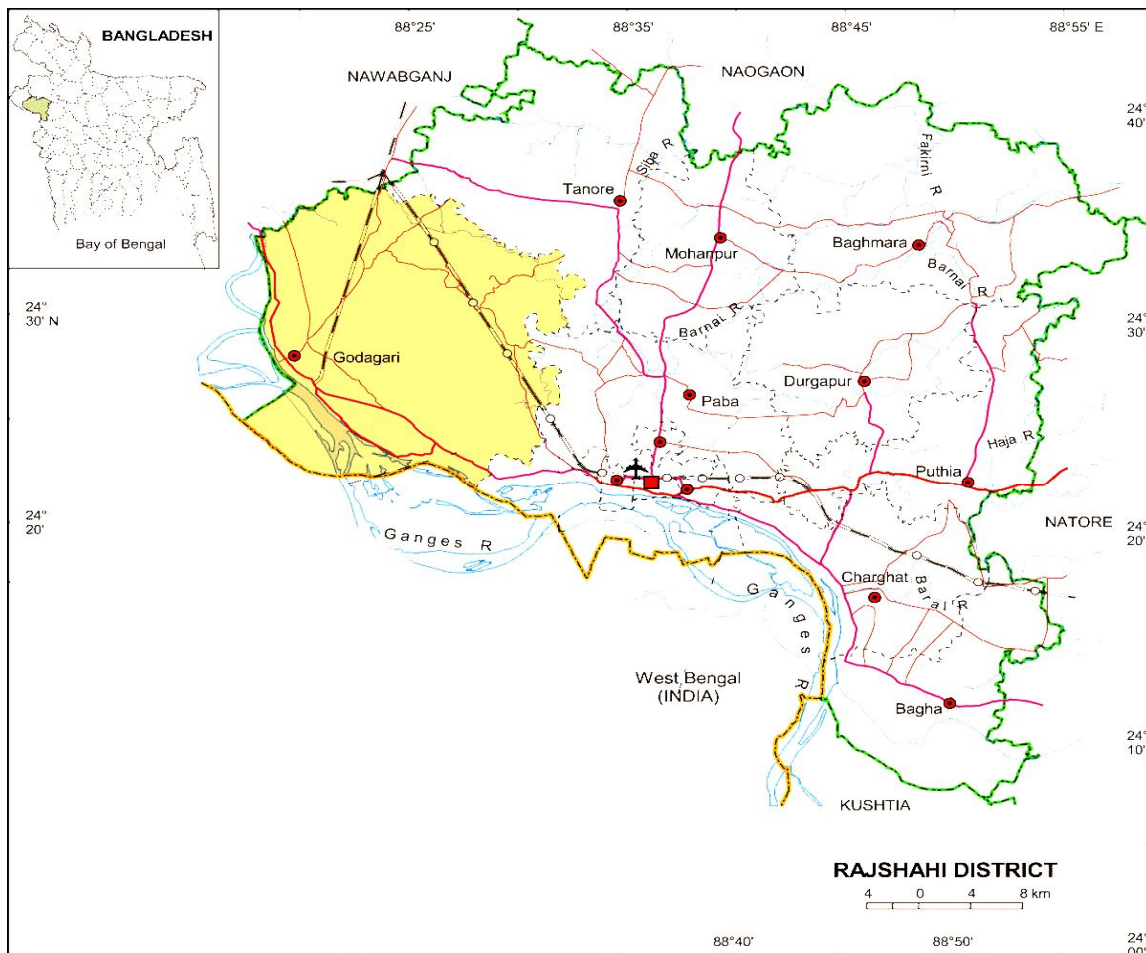 BANGLADESH
Bay of Bengal
88°25'
88°35'
88°45'
88°55' E
NAWABGANJ
NAOGAON
24°
40'
Siba R
Fakirni R
Tanore
Mohanpur
Baghmara
Barnai R
24°
30' N
24°
30'
Barnai R
Godagari
Durgapur
Paba
Haja R
Puthia
24°
20'
NATORE
24°
20'
Ganges R
Charghat
Baral R
Ganges R
West Bengal
(INDIA)
Bagha
24°
10'
KUSHTIA
RAJSHAHI DISTRICT
4 0 4 8 km
88°40'
88°50'
24°
00'